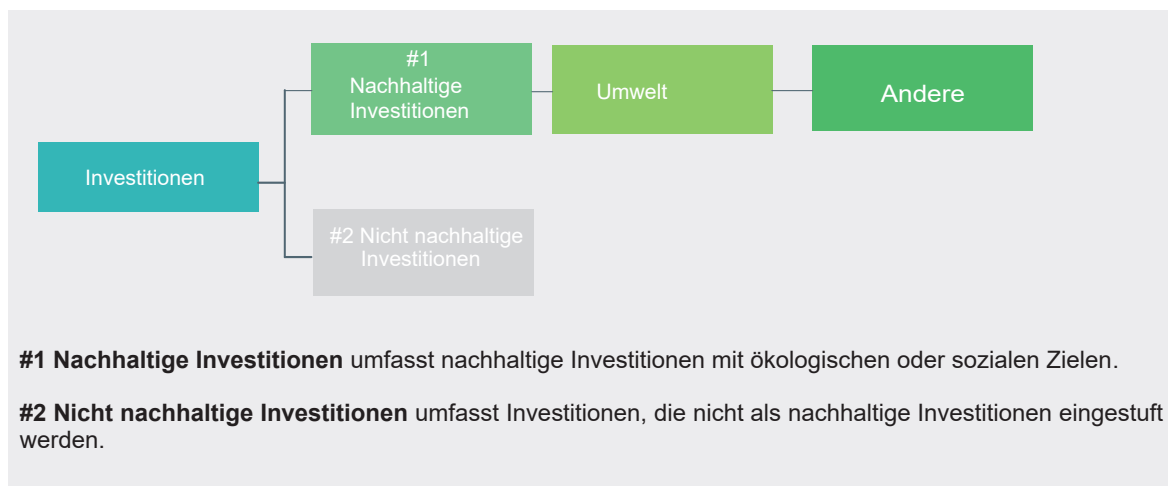 #1
Nachhaltige
Investitionen
Umwelt
Andere
Investitionen
#2 Nicht nachhaltige
Investitionen
#1 Nachhaltige Investitionen umfasst nachhaltige Investitionen mit ökologischen oder sozialen Zielen.
#2 Nicht nachhaltige Investitionen umfasst Investitionen, die nicht als nachhaltige Investitionen eingestuft
werden.